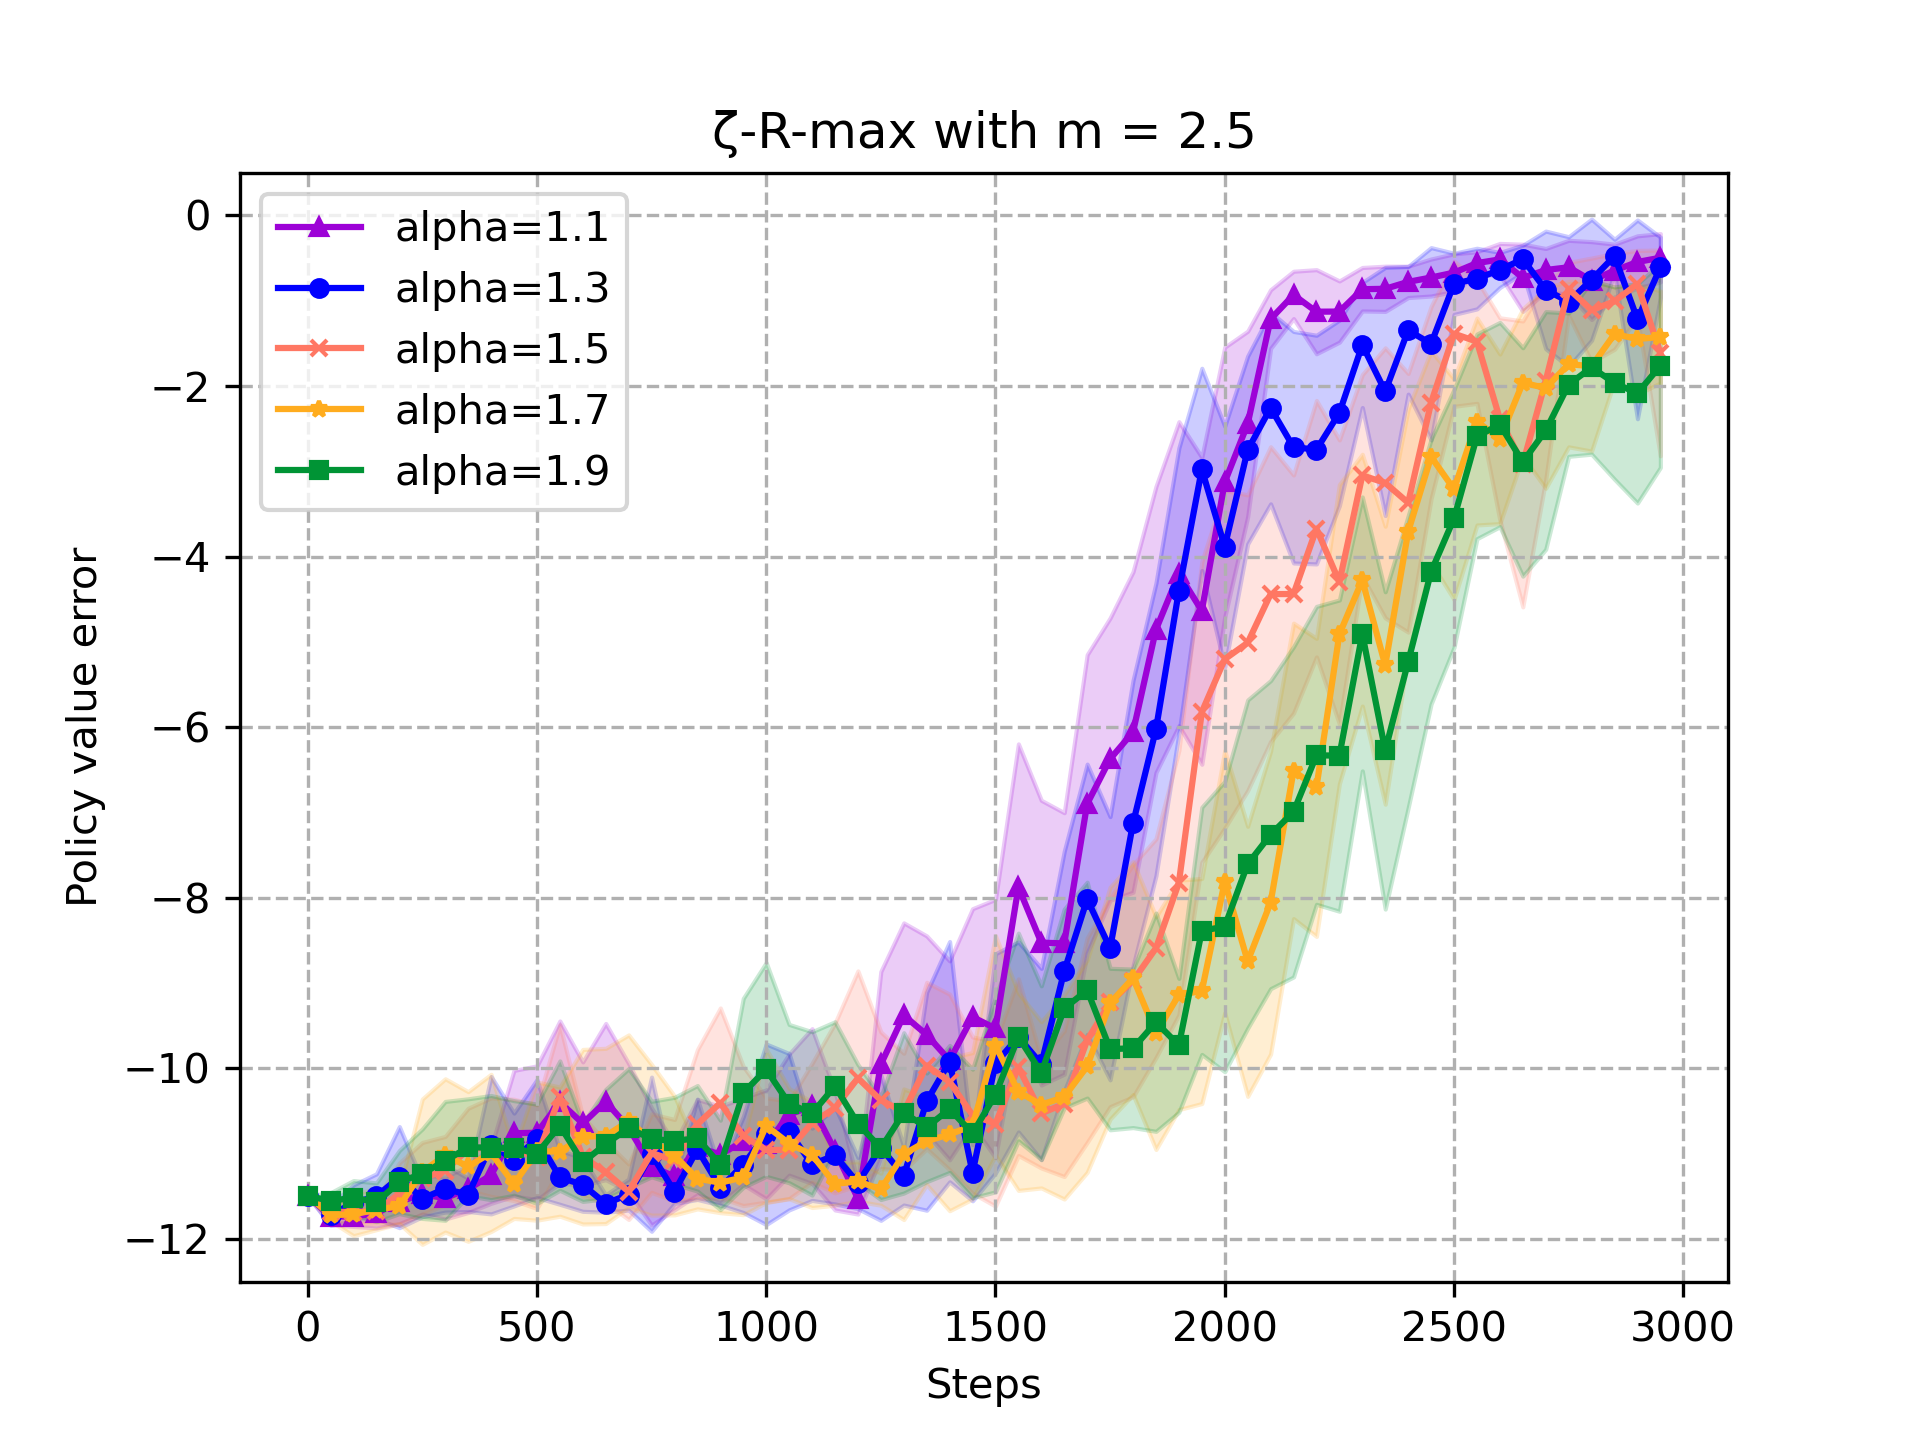 ζ-R-max with m = 2.5
alpha=1.1
alpha=1.3
alpha=1.5
alpha=1.7
alpha=1.9
Policy value error
0
−2
−4
−6
−8
−10
−12
0 500 1000 1500 2000 2500 3000
Steps